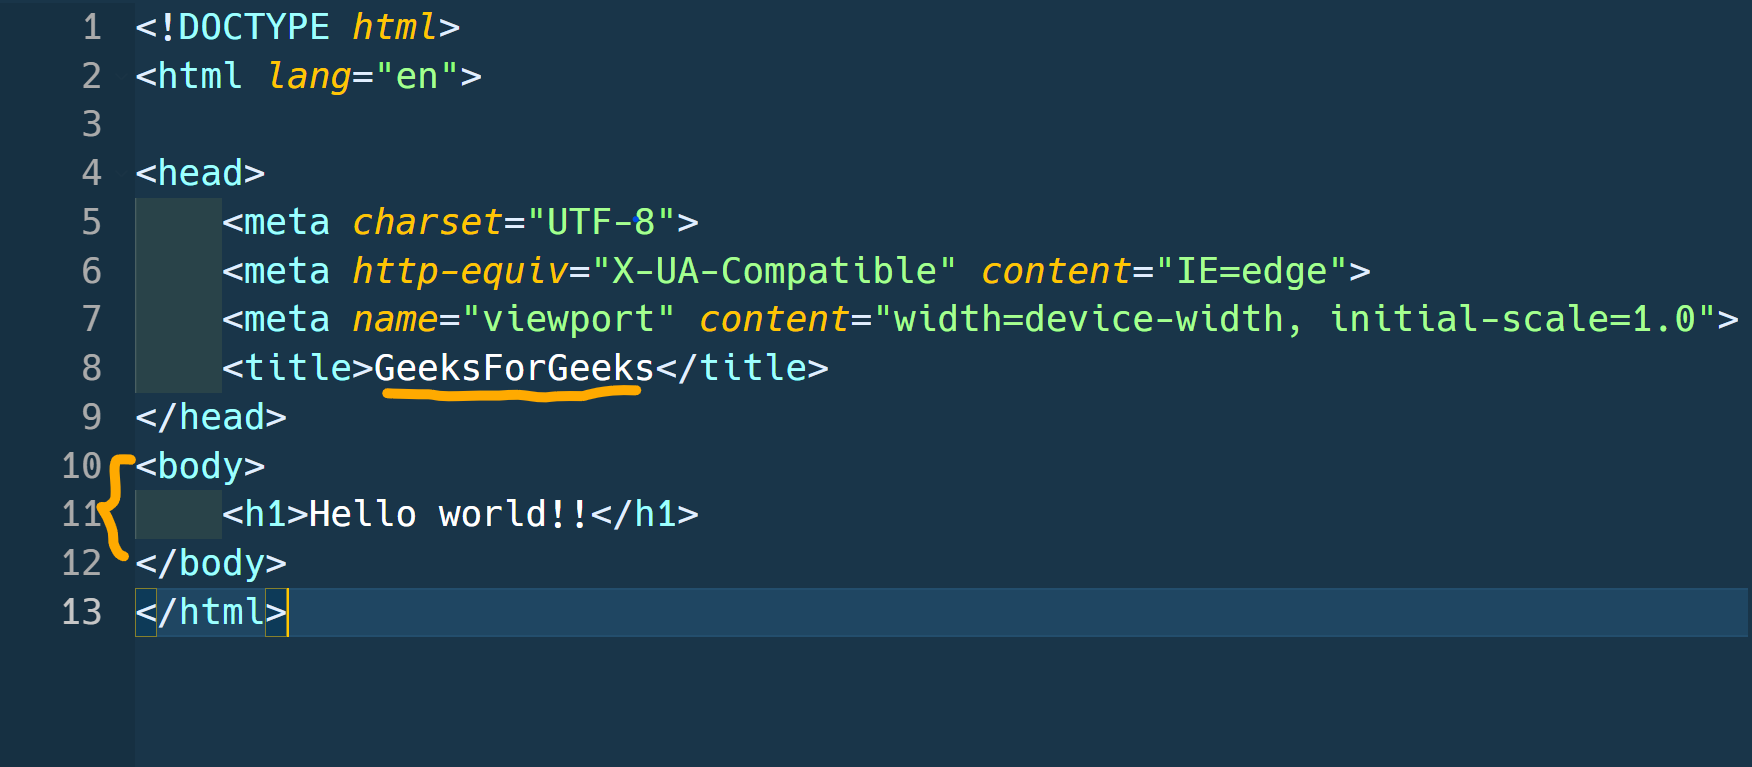 1 <!DOCTYPE html>
2 <html lang="en">
3
4 <head>
5 <meta charset="UTF-8">
6 <meta http-equiv="X-UA-Compatible" content="IE=edge">
7 <meta name="viewport" content="width=device-width, initial-scale=1.0">
8 <title>GeeksForGeeks</title>
9 </head>
10 <body>
11 <h1>Hello world!!</h1>
12 </body>
13 </html>